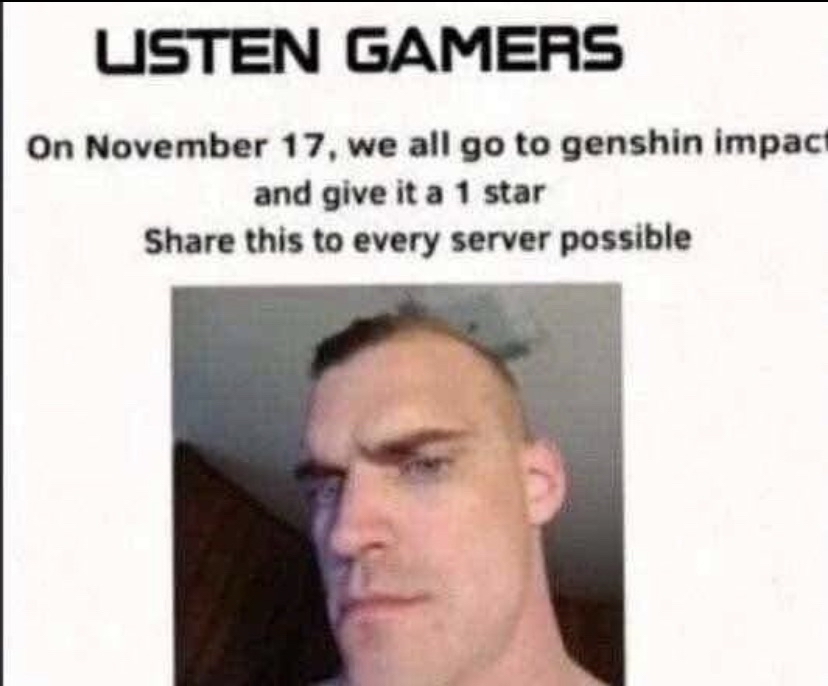 LISTEN GAMERS
On November 17, we all go to genshin impact
and give it a 1 star
Share this to every server possible